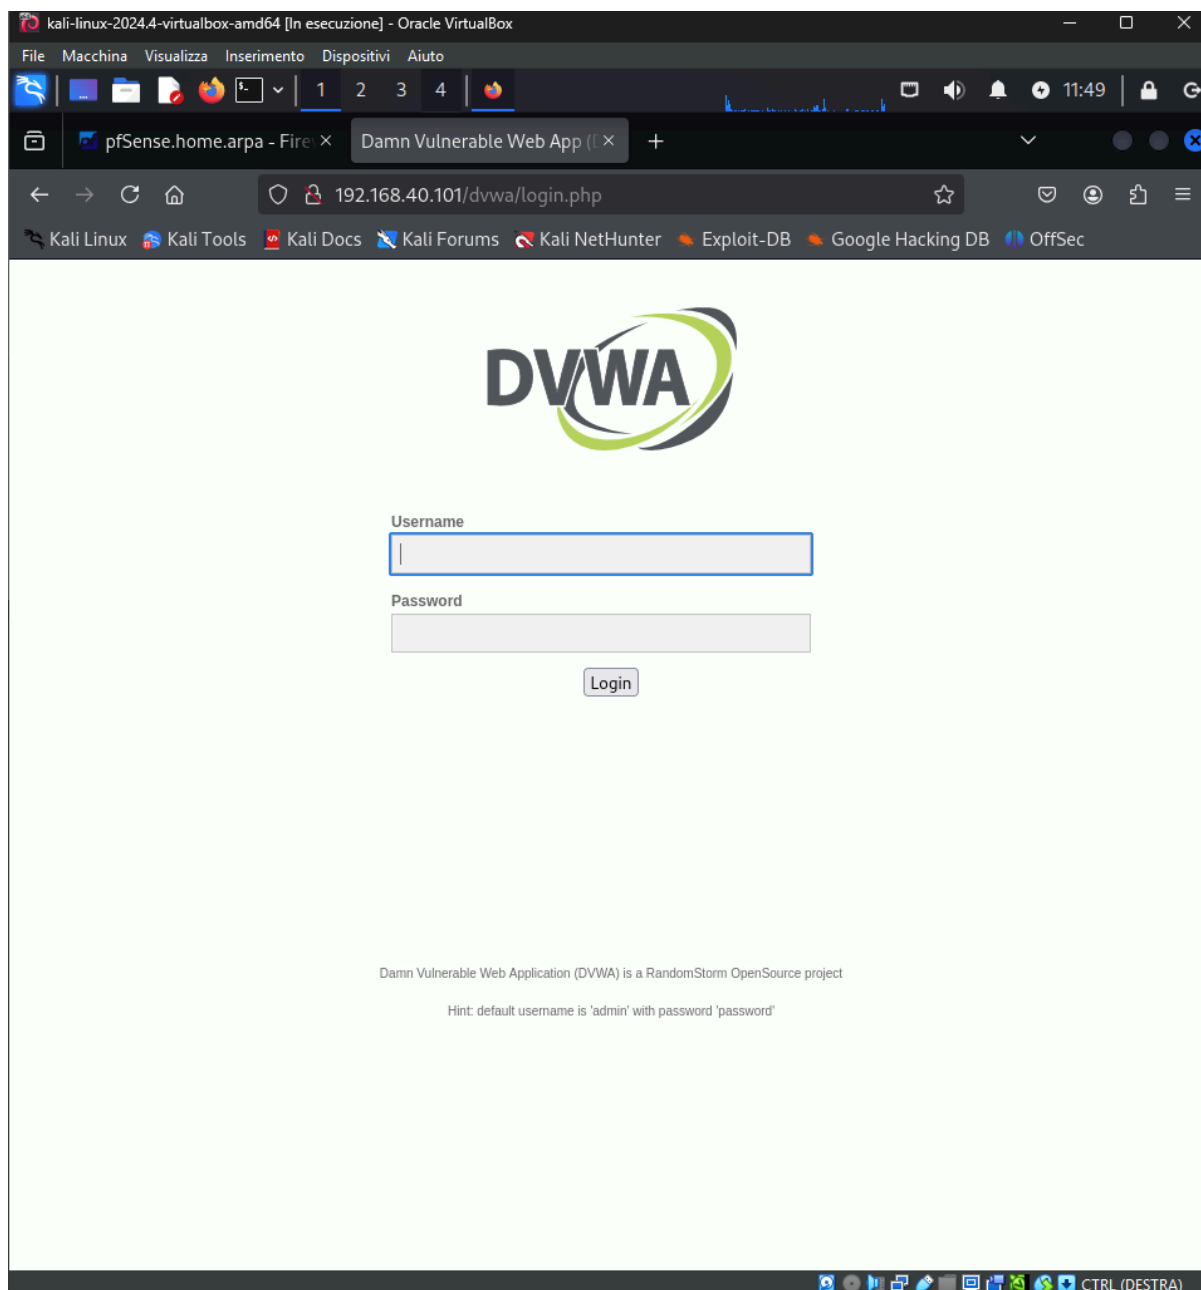 kali-linux-2024.4-virtualbox-amd64 [In esecuzione] - Oracle VirtualBox
File Macchina Visualizza Inserimento Dispositivi Aiuto
1 2 3 4 11:49
pfSense.home.arpa - Fire Damn Vulnerable Web App (
192.168.40.101/dvwa/login.php
Kali Linux Kali Tools Kali Docs Kali Forums Kali NetHunter Exploit-DB Google Hacking DB OffSec
DVWA
Username
Password
Login
Damn Vulnerable Web Application (DVWA) is a RandomStorm OpenSource project
Hint: default username is 'admin' with password 'password'
CTRL (DESTRA)